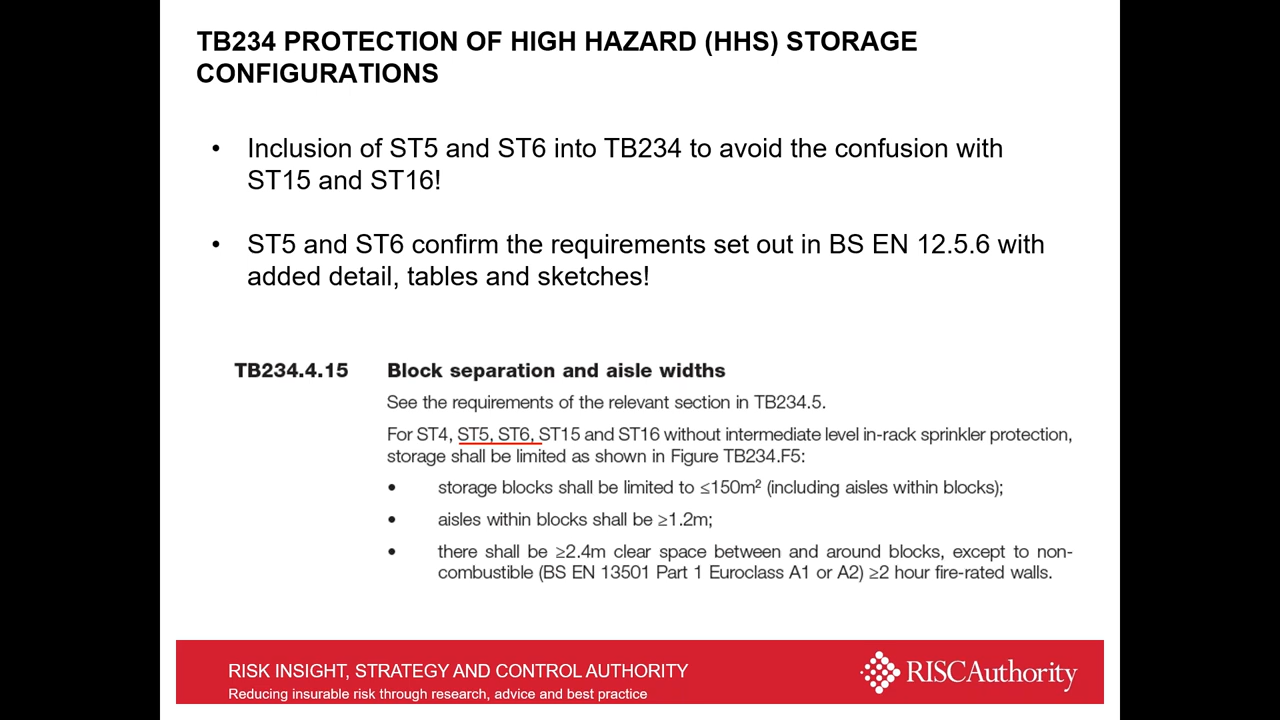 TB234 PROTECTION OF HIGH HAZARD (HHS) STORAGE
CONFIGURATIONS
• Inclusion of ST5 and ST6 into TB234 to avoid the confusion with
ST15 and ST16!
• ST5 and ST6 confirm the requirements set out in BS EN 12.5.6 with
added detail, tables and sketches!
TB234.4.15 Block separation and aisle widths
See the requirements of the relevant section in TB234.5.
For ST4, ST5, ST6, ST15 and ST16 without intermediate level in-rack sprinkler protection,
storage shall be limited as shown in Figure TB234.F5:
• storage blocks shall be limited to ≤150m² (including aisles within blocks);
• aisles within blocks shall be ≥1.2m;
• there shall be ≥2.4m clear space between and around blocks, except to non-
combustible (BS EN 13501 Part 1 Euroclass A1 or A2) ≥2 hour fire-rated walls.
RISK INSIGHT, STRATEGY AND CONTROL AUTHORITY
Reducing insurable risk through research, advice and best practice
RISCAuthority